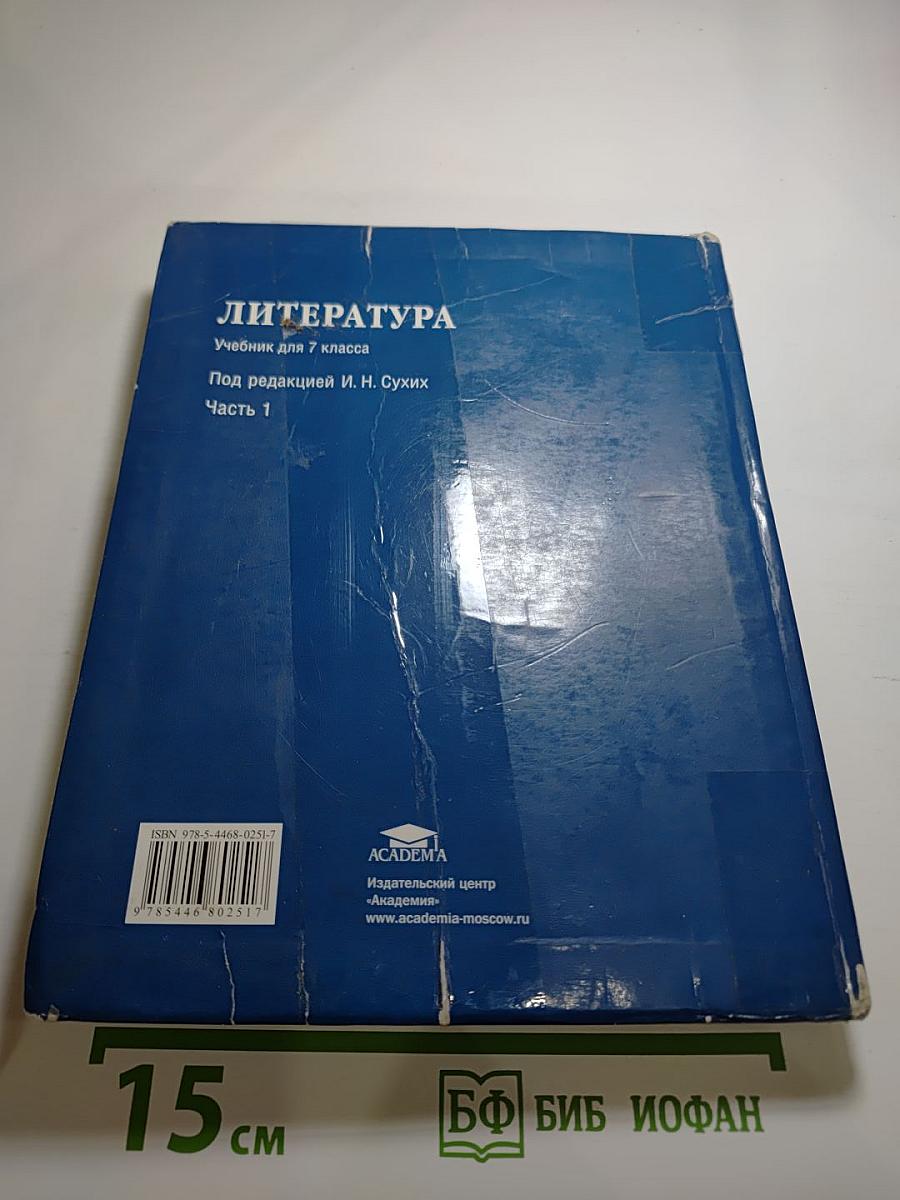 ЛИТЕРАТУРА
Учебник для 7 класса
Под редакцией И. Н. Сухих
Часть 1
ISBN 978-5-4468-0251-7
9 785446 802517
ACADEMA
Издательский центр
«Академия»
www.academia-moscow.ru
15 см
БФ БИБ ИОФАН